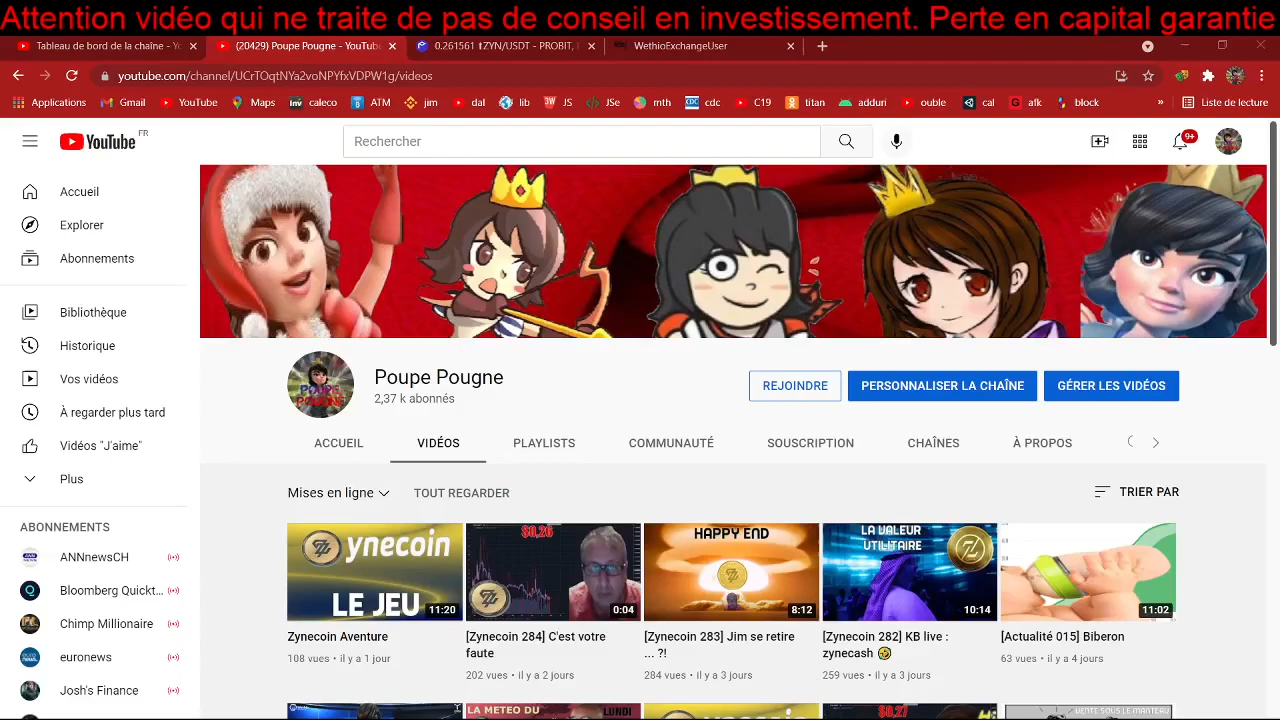 Attention vidéo qui ne traite de pas de conseil en investissement. Perte en capital garantie
Tableau de bord de la chaîne - Yo
(20429) Poupe Pougne - YouTube
0.261561 ŧZYN/USDT - PROBIT,
WethioExchangeUser
youtube.com/channel/UCrTOqtNYa2voNPYfxVDPW1g/videos
Applications Gmail YouTube Maps caleco ATM jim dal lib JS JSe mth cdc C19 titan adduri ouble cal afk block » Liste de lecture
YouTube FR
Rechercher
9+
Accueil
Explorer
Abonnements
Bibliothèque
Historique
Vos vidéos
À regarder plus tard
Vidéos "J'aime"
Plus
ABONNEMENTS
ANNnewsCH
Bloomberg Quickt...
Chimp Millionaire
euronews
Josh's Finance
POUPE
POUGNE
Poupe Pougne
2,37 k abonnés
REJOINDRE
PERSONNALISER LA CHAÎNE
GÉRER LES VIDÉOS
ACCUEIL
VIDÉOS
PLAYLISTS
COMMUNAUTÉ
SOUSCRIPTION
CHAÎNES
À PROPOS
Mises en ligne
TOUT REGARDER
TRIER PAR
ynecoin
LE JEU
11:20
Zynecoin Aventure
108 vues • il y a 1 jour
$0,26
0:04
[Zynecoin 284] C'est votre
faute
202 vues • il y a 2 jours
HAPPY END
8:12
[Zynecoin 283] Jim se retire
... ?!
284 vues • il y a 3 jours
LA VALEUR
UTILITAIRE
10:14
[Zynecoin 282] KB live :
zynecash 🤣
259 vues • il y a 3 jours
11:02
[Actualité 015] Biberon
63 vues • il y a 4 jours
LA METEO DU
LUNDI
$0,27
VENTE SOUS LE MANTEAU